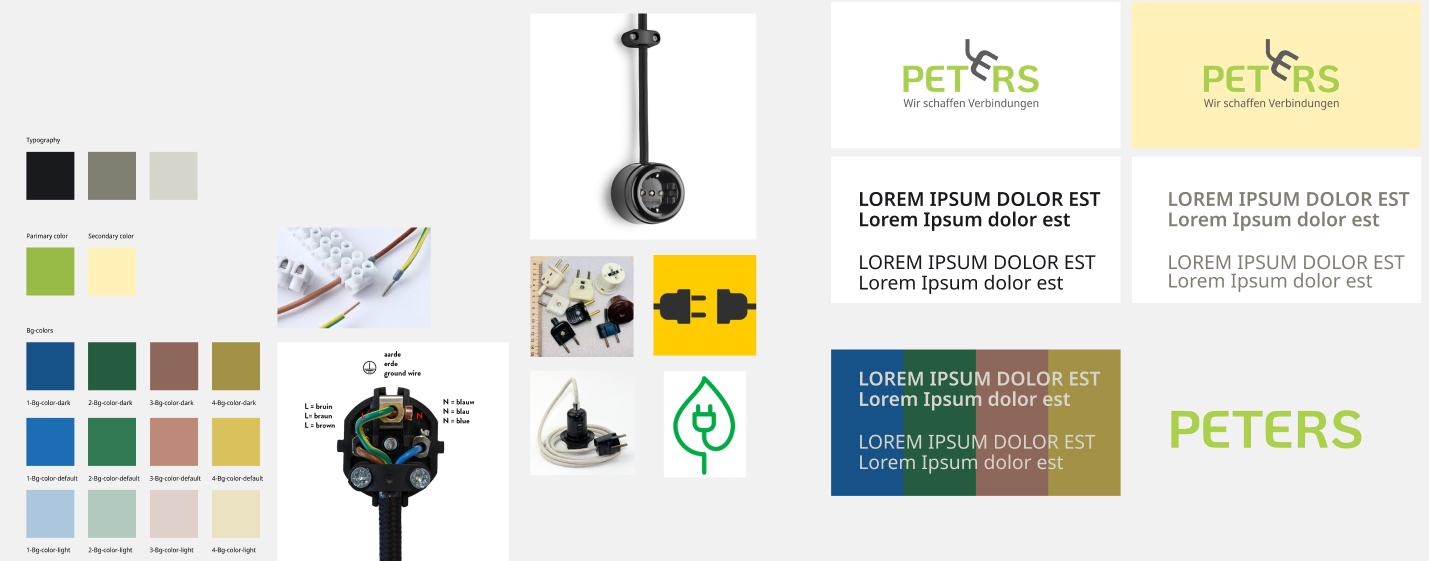 Typography
Parimary color
Secondary color
Bg-colors
1-Bg-color-dark
2-Bg-color-dark
3-Bg-color-dark
4-Bg-color-dark
1-Bg-color-default
2-Bg-color-default
3-Bg-color-default
4-Bg-color-default
1-Bg-color-light
2-Bg-color-light
3-Bg-color-light
4-Bg-color-light
aarde
erde
ground wire
L = bruin
L= braun
L = brown
N = blauw
N = blau
N = blue
L
N
PETERS
Wir schaffen Verbindungen
PETERS
Wir schaffen Verbindungen
LOREM IPSUM DOLOR EST
Lorem Ipsum dolor est
LOREM IPSUM DOLOR EST
Lorem Ipsum dolor est
LOREM IPSUM DOLOR EST
Lorem Ipsum dolor est
LOREM IPSUM DOLOR EST
Lorem Ipsum dolor est
LOREM IPSUM DOLOR EST
Lorem Ipsum dolor est
LOREM IPSUM DOLOR EST
Lorem Ipsum dolor est
PETERS